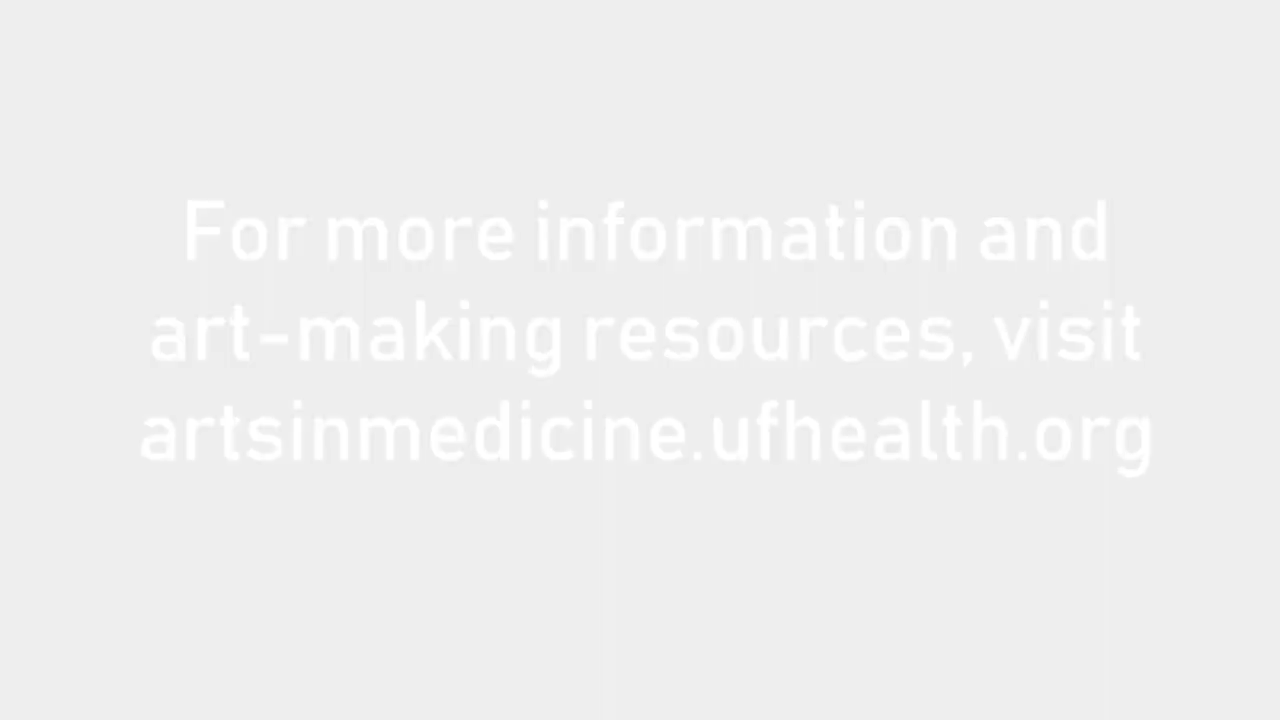 For more information and
art-making resources, visit
artsinmedicine.ufhealth.org